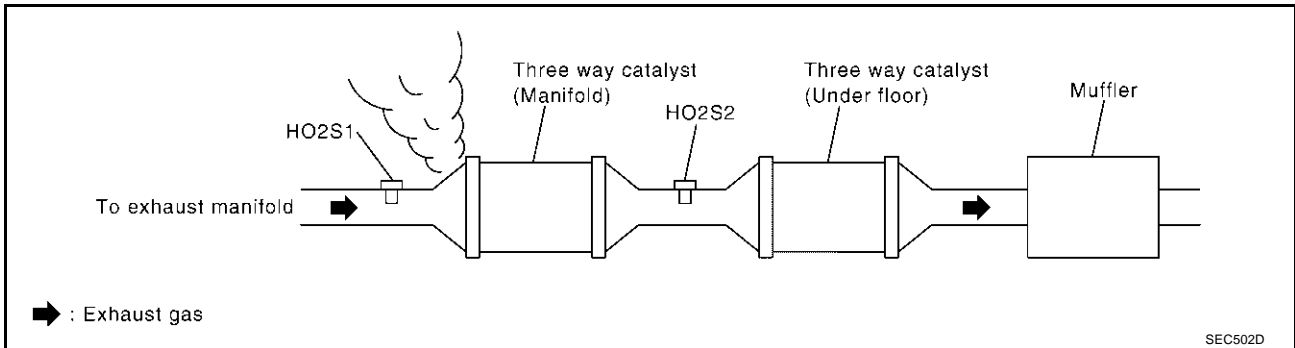 Three way catalyst
(Manifold)
Three way catalyst
(Under floor)
Muffler
HO2S1
HO2S2
To exhaust manifold
: Exhaust gas
SEC502D